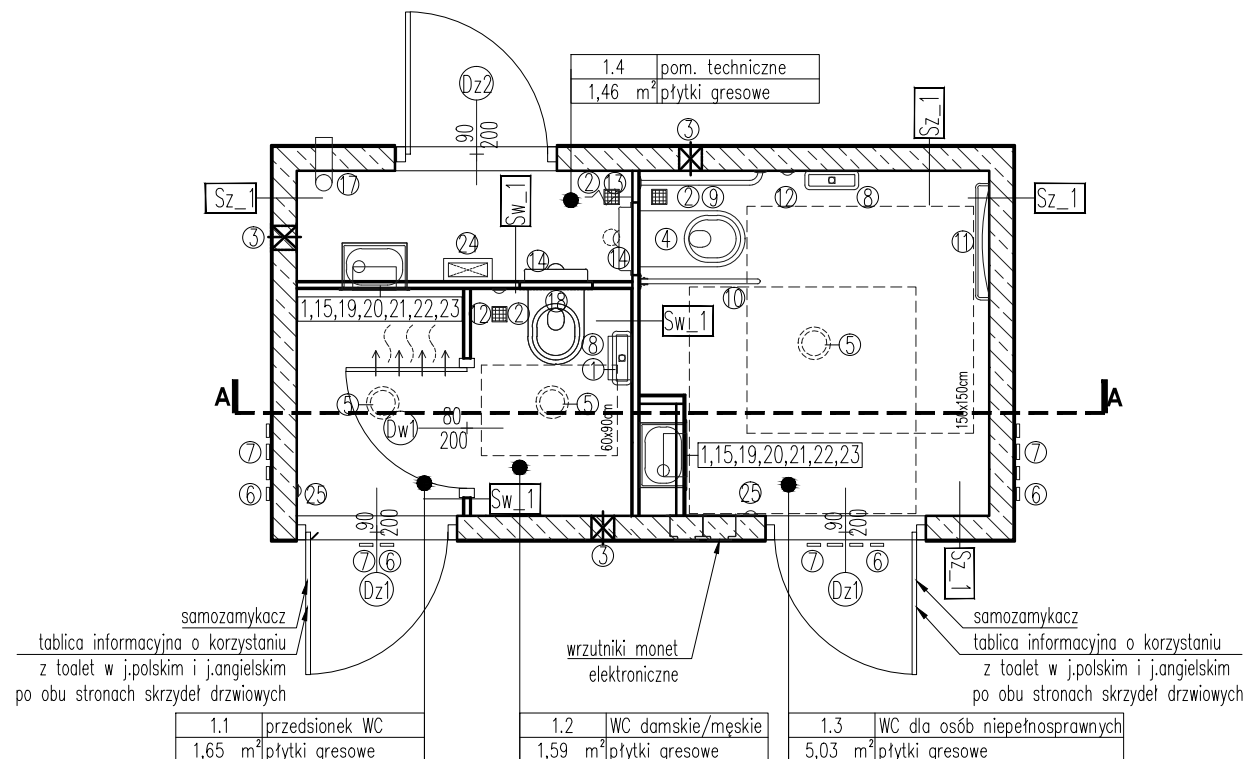 1.4 pom. techniczne
1,46 m² płytki gresowe
Dz2
90
200
3
Sz_1
17
2 13
Sw_1
2 9
12
8
Sz_1
Sz_1
3
24
14
14
4
11
1,15,19,20,21,22,23
12
2
18
8
1
Sw_1
10
5
A
5
5
Dw1
80
200
60x90cm
150x150cm
A
1,15,19,20,21,22,23
7
6
25
Sw_1
25
7
6
90
200
7 6
Dz1
3
90
200
7 6
Dz1
Sz_1
samozamykacz
tablica informacyjna o korzystaniu
z toalet w j.polskim i j.angielskim
po obu stronach skrzydeł drzwiowych
wrzutniki monet
elektroniczne
samozamykacz
tablica informacyjna o korzystaniu
z toalet w j.polskim i j.angielskim
po obu stronach skrzydeł drzwiowych
1.1 przedsionek WC
1,65 m² płytki gresowe
1.2 WC damskie/męskie
1,59 m² płytki gresowe
1.3 WC dla osób niepełnosprawnych
5,03 m² płytki gresowe